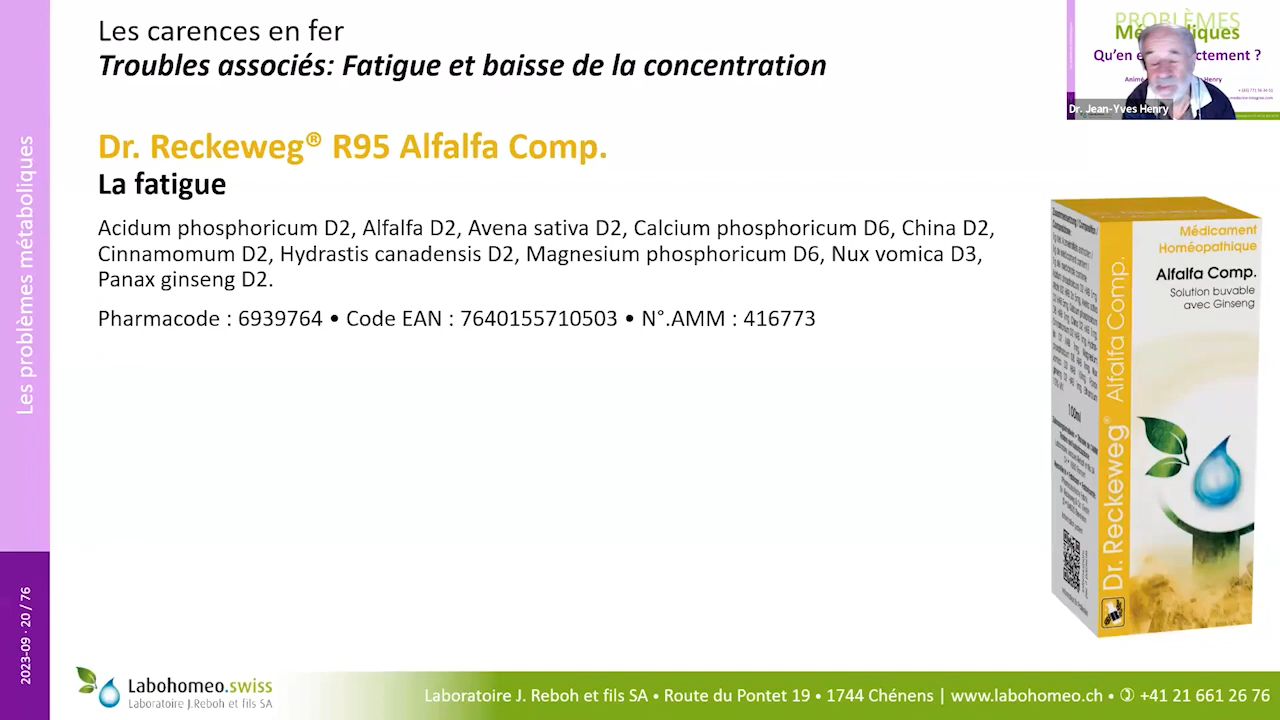 Les carences en fer
Troubles associés: Fatigue et baisse de la concentration
Dr. Reckeweg® R95 Alfalfa Comp.
La fatigue
Acidum phosphoricum D2, Alfalfa D2, Avena sativa D2, Calcium phosphoricum D6, China D2,
Cinnamomum D2, Hydrastis canadensis D2, Magnesium phosphoricum D6, Nux vomica D3,
Panax ginseng D2.
Pharmacode : 6939764 • Code EAN : 7640155710503 • N°.AMM : 416773
Les problèmes métaboliques
2023-09 · 20 / 76
PROBLÈMES
Qu'en
?
Henry
Dr. Jean-Yves Henry
Médicament
Homéopathique
Alfalfa Comp.
Solution buvable
avec Ginseng
Dr. Reckeweg® Alfalfa Comp.
100ml
Labohomeo.swiss
Laboratoire J.Reboh et fils SA
Laboratoire J. Reboh et fils SA • Route du Pontet 19 • 1744 Chénens | www.labohomeo.ch • ✆ +41 21 661 26 76